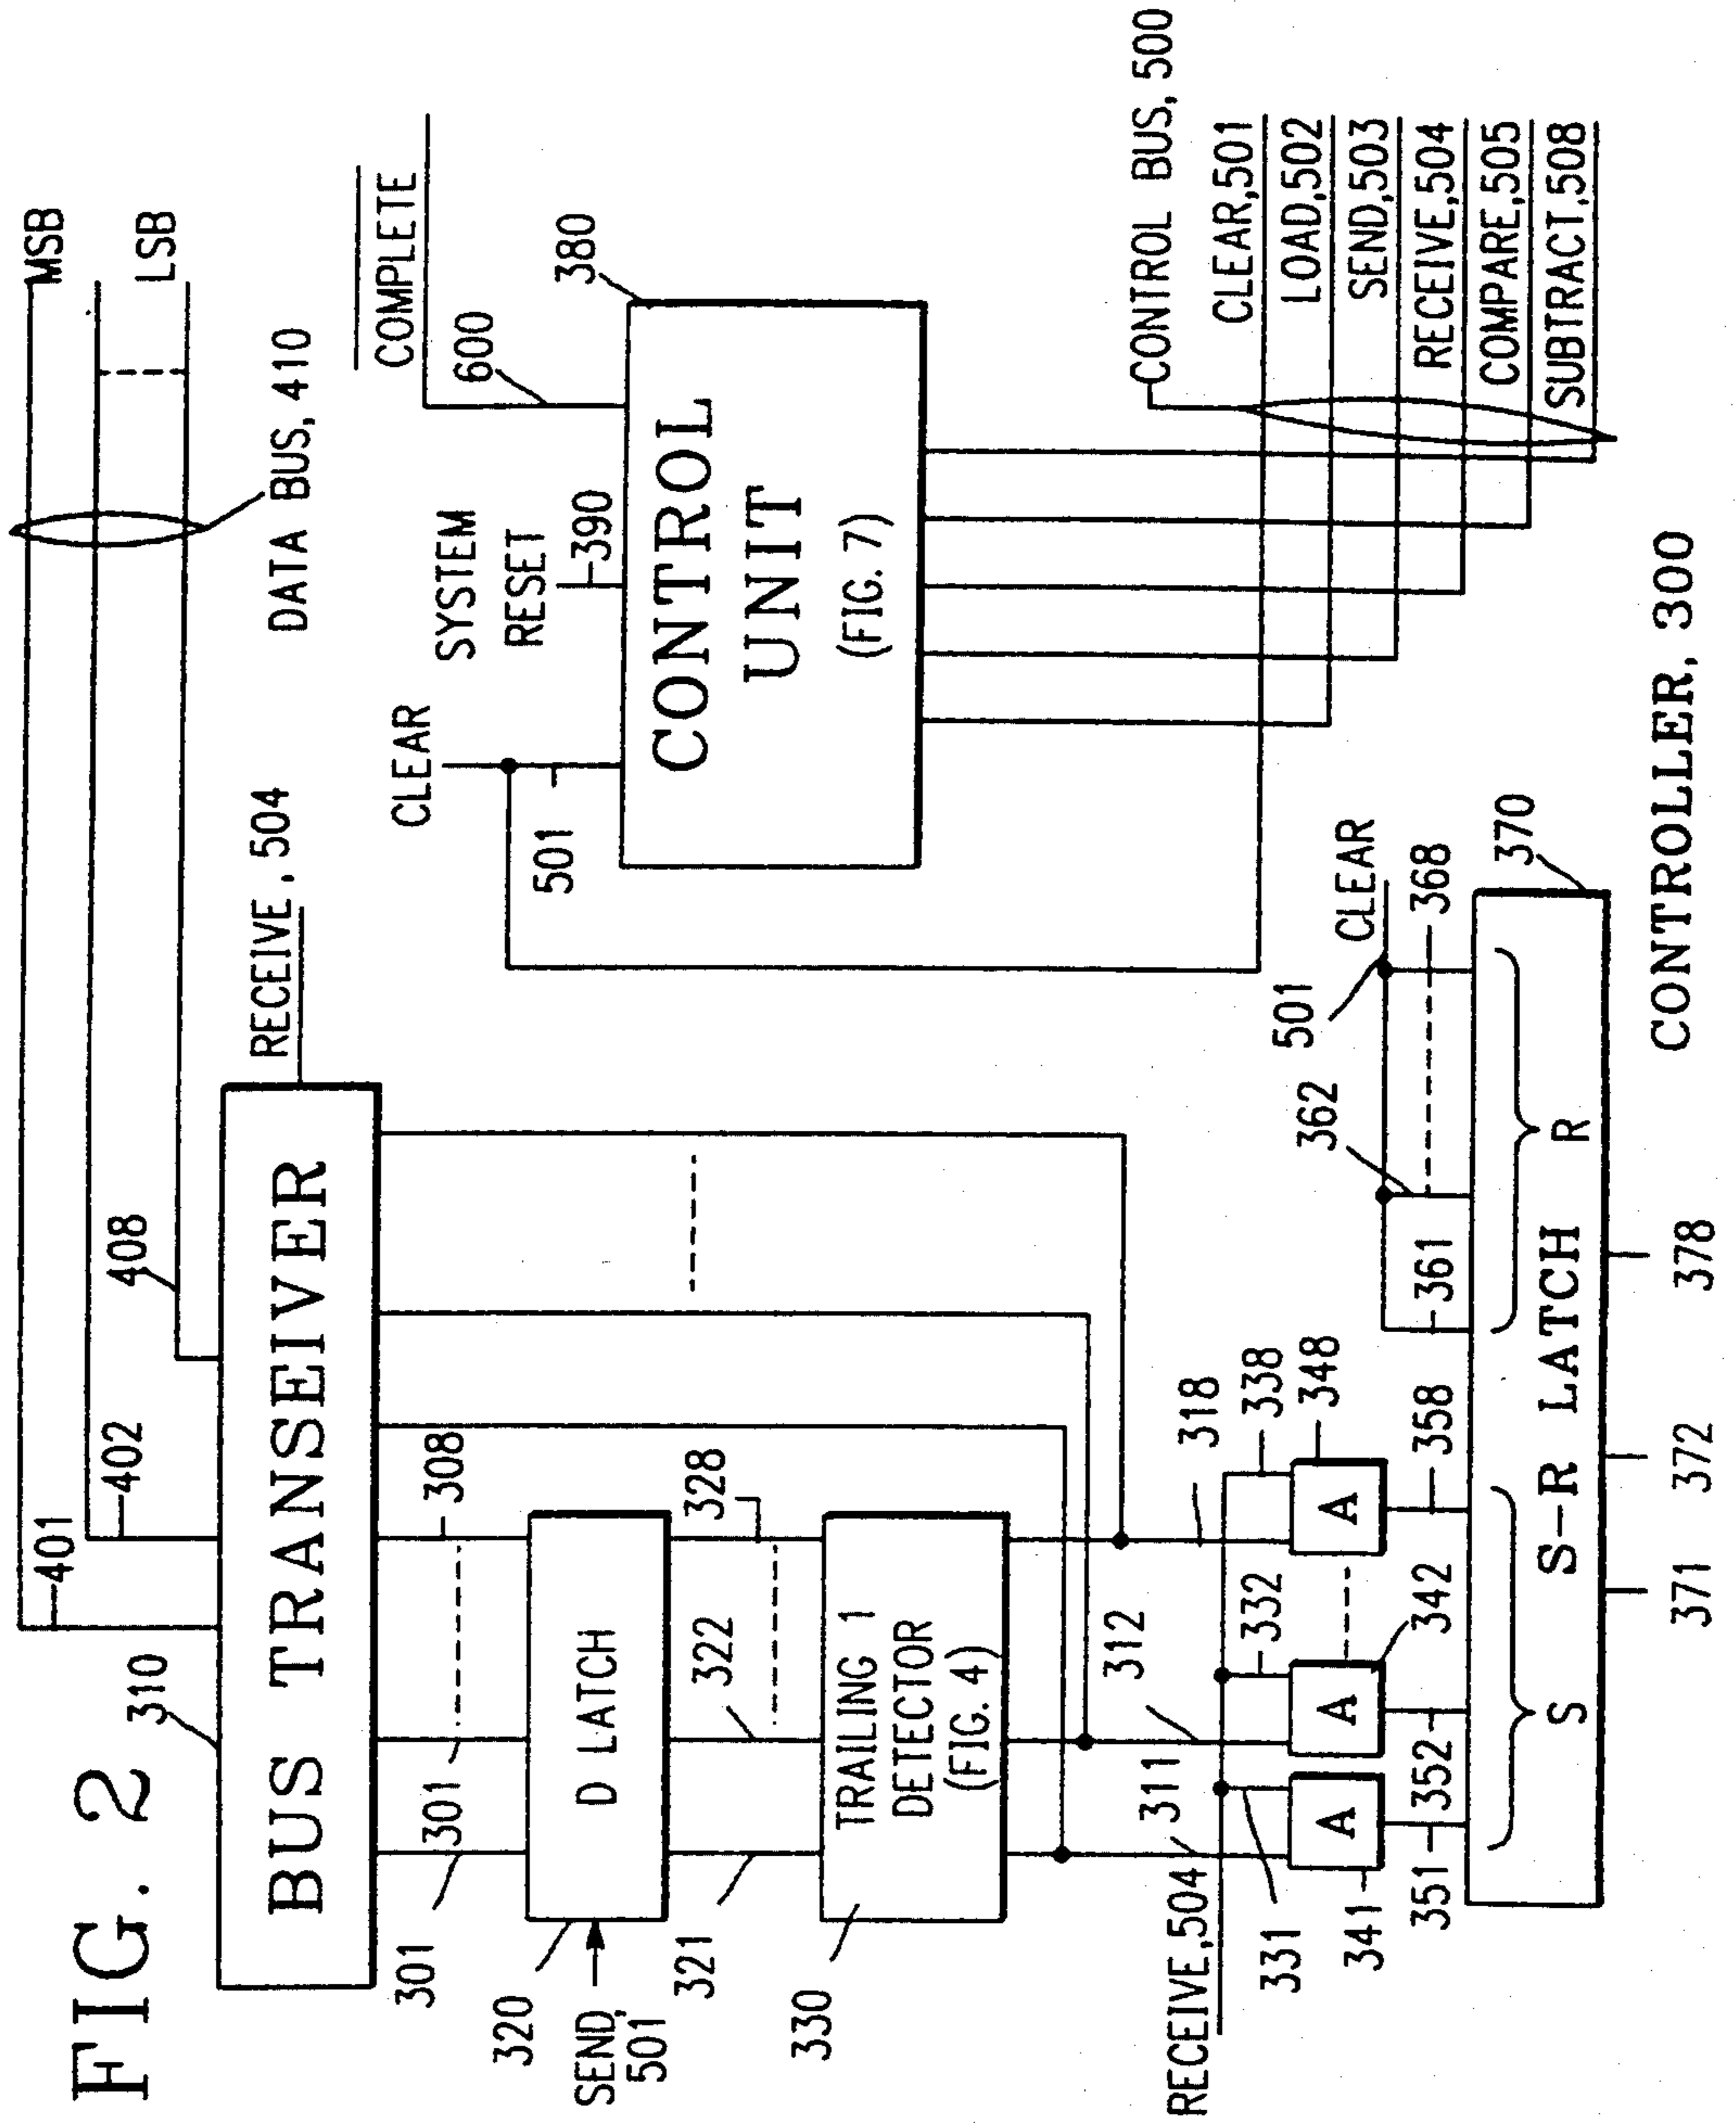 FIG. 2
MSB
LSB
401
402
408
DATA BUS, 410
310
BUS TRANSEIVER
RECEIVE, 504
301
301
308
320
D LATCH
SEND,
501
321
322
328
330
TRAILING 1
DETECTOR
(FIG. 4)
RECEIVE,504
311
312
318
331
332
338
341
A
A
342
A
348
351
352
358
361
362
368
501
CLEAR
370
S
R
S-R LATCH
371
372
378
CLEAR
501
SYSTEM
RESET
390
COMPLETE
600
380
CONTROL
UNIT
(FIG. 7)
CONTROL BUS, 500
CLEAR,501
LOAD,502
SEND,503
RECEIVE,504
COMPARE,505
SUBTRACT,508
CONTROLLER, 300